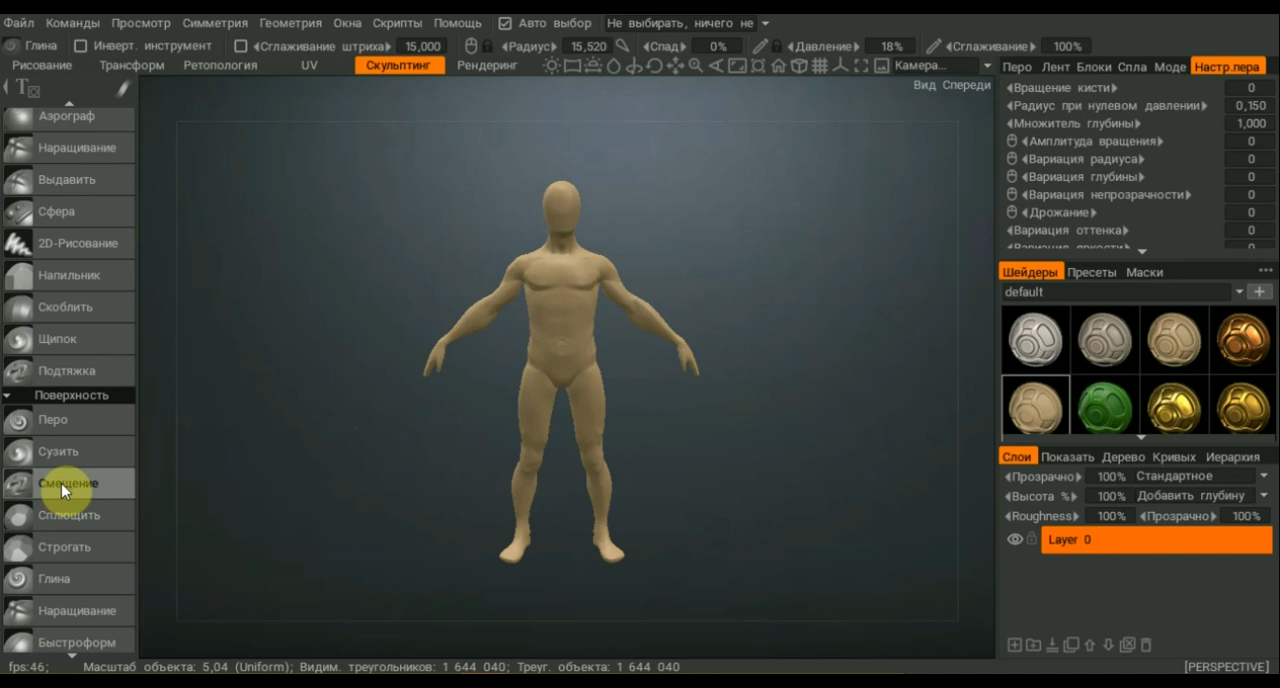 Файл Команды Просмотр Симметрия Геометрия Окна Скрипты Помощь Авто выбор Не выбирать, ничего не
Глина Инверт. инструмент Сглаживание штриха 15,000 Радиус 15,520 Спад 0% Давление 18% Сглаживание 100%
Рисование Трансформ Ретопология UV Скульптинг Рендеринг Камера...
Перо Лент Блоки Спла Моде Настр.пера
Вид Спереди
T
Аэрограф
Наращивание
Выдавить
Сфера
2D-Рисование
Напильник
Скоблить
Щипок
Подтяжка
Поверхность
Перо
Сузить
Смещение
Сплющить
Строгать
Глина
Наращивание
Быстроформ
Вращение кисти 0
Радиус при нулевом давлении 0,150
Множитель глубины 1,000
Амплитуда вращения 0
Вариация радиуса 0
Вариация глубины 0
Вариация непрозрачности 0
Дрожание 0
Вариация оттенка 0
Вариация яркости 0
Шейдеры Пресеты Маски
default
Слои Показать Дерево Кривых Иерархия
Прозрачно 100% Стандартное
Высота % 100% Добавить глубину
Roughness 100% Прозрачно 100%
Layer 0
fps:46; Масштаб объекта: 5,04 (Uniform); Видим. треугольников: 1 644 040; Треуг. объекта: 1 644 040 [PERSPECTIVE]